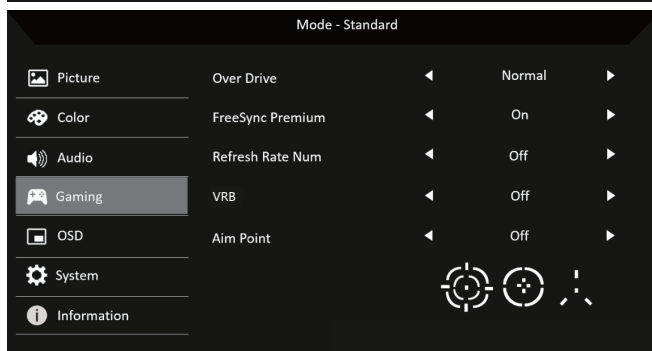 Mode - Standard
Picture
Over Drive Normal
Color
FreeSync Premium On
Audio
Refresh Rate Num Off
Gaming
VRB Off
OSD
Aim Point Off
System
Information